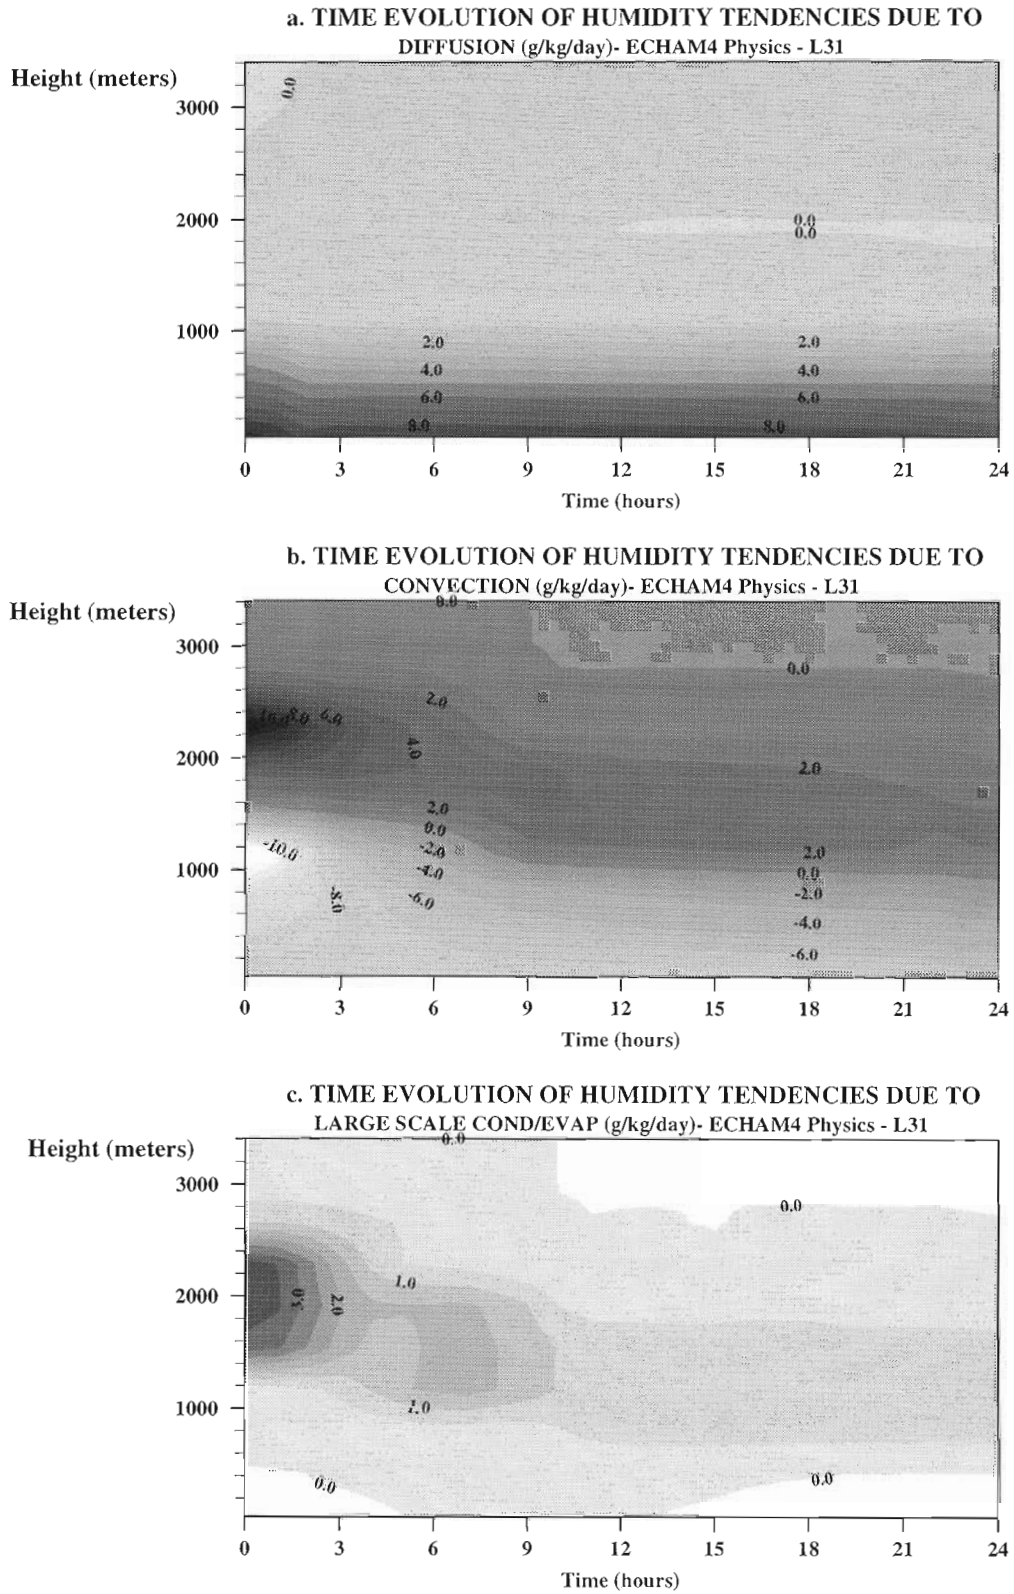 a. TIME EVOLUTION OF HUMIDITY TENDENCIES DUE TO
DIFFUSION (g/kg/day)- ECHAM4 Physics - L31
Height (meters)
0.0
3000
2000
0.0
0.0
1000
2.0 2.0
4.0 4.0
6.0 6.0
8.0 8.0
0 3 6 9 12 15 18 21 24
Time (hours)
b. TIME EVOLUTION OF HUMIDITY TENDENCIES DUE TO
CONVECTION (g/kg/day)- ECHAM4 Physics - L31
Height (meters)
0.0
3000
0.0
2.0
8.0 6.0
4.0
2000
2.0
2.0
0.0
-2.0
-10.0
2.0
1000
-4.0
0.0
-8.0 -6.0
-2.0
-4.0
-6.0
0 3 6 9 12 15 18 21 24
Time (hours)
c. TIME EVOLUTION OF HUMIDITY TENDENCIES DUE TO
LARGE SCALE COND/EVAP (g/kg/day)- ECHAM4 Physics - L31
Height (meters)
0.0
3000
0.0
1.0
2000
3.0 2.0
1000
1.0
0.0
0.0
0 3 6 9 12 15 18 21 24
Time (hours)